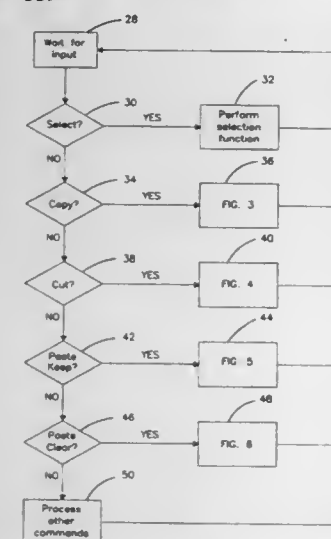 28
Wait for
input
30
32
Select?
YES
Perform
selection
function
NO
34
36
Copy?
YES
FIG. 3
NO
38
40
Cut?
YES
FIG. 4
NO
42
44
Paste
Keep?
YES
FIG. 5
NO
46
48
Paste
Clear?
YES
FIG. 6
NO
50
Process
other
commands